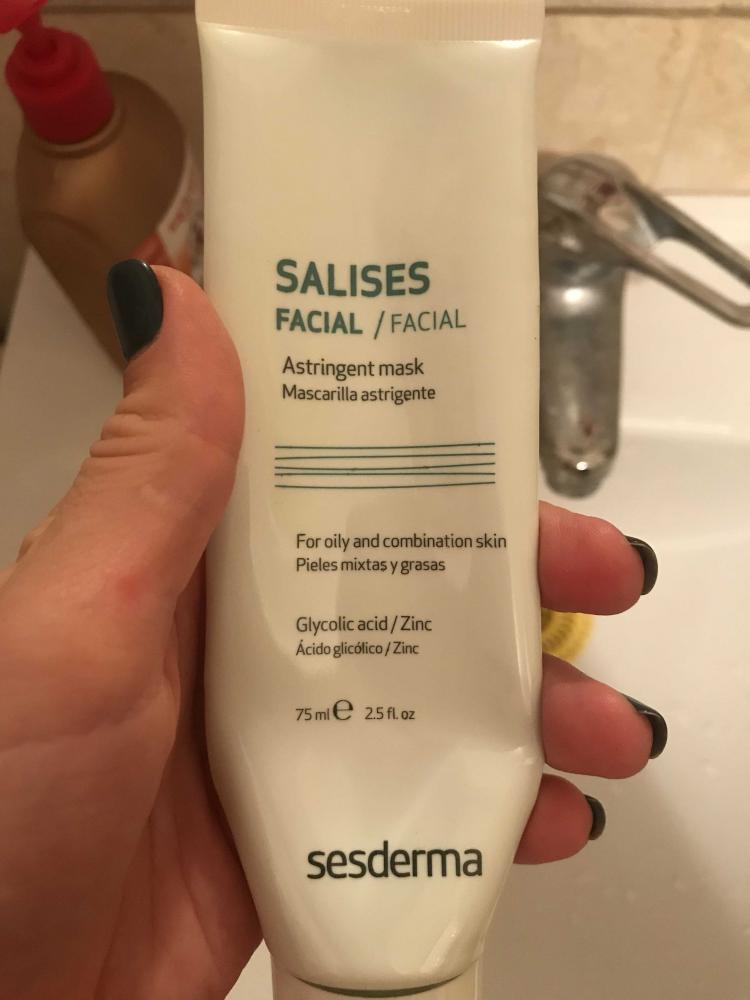 SALISES
FACIAL / FACIAL
Astringent mask
Mascarilla astrigente
For oily and combination skin
Pieles mixtas y grasas
Glycolic acid / Zinc
Ácido glicólico / Zinc
75 ml e 2.5 fl. oz
sesderma